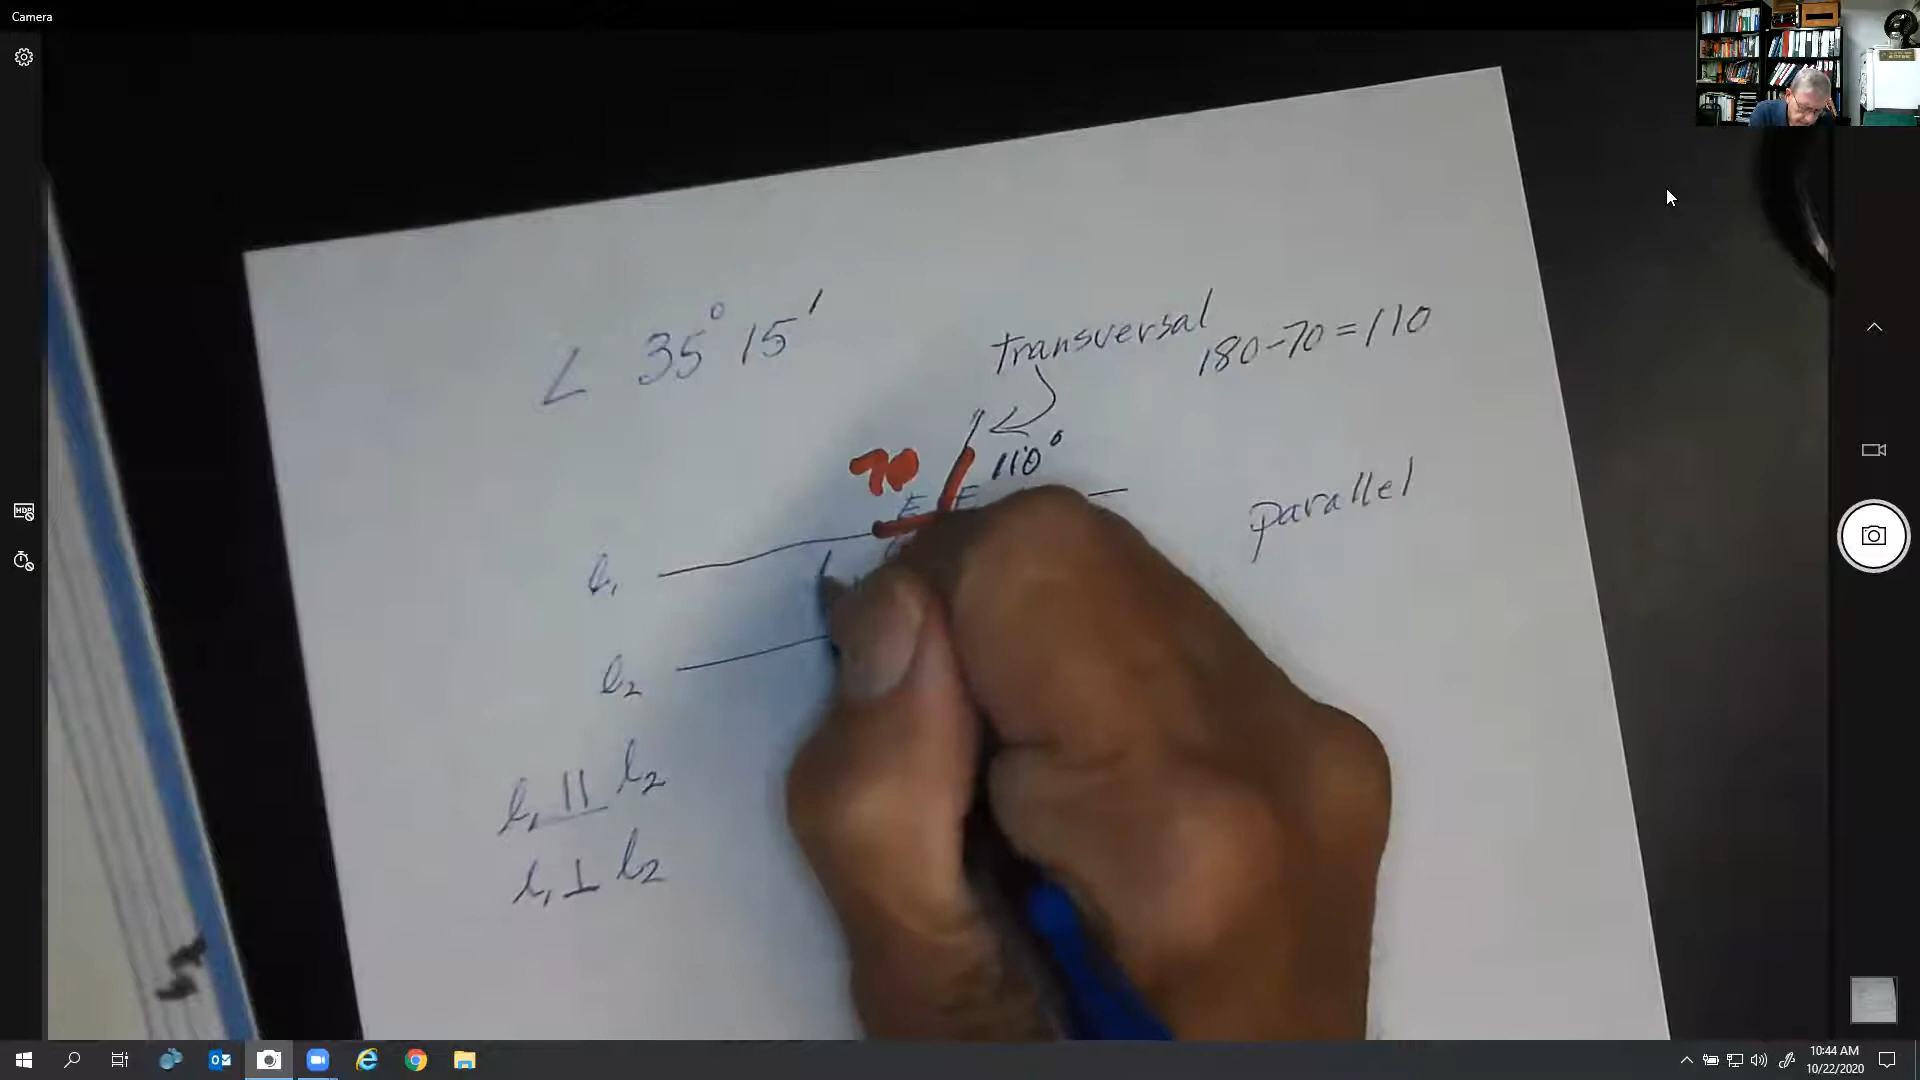 Camera
∠ 35° 15'
transversal
180-70=110
70
110°
E E
parallel
l₁
l₂
l₁ || l₂
l₁ ⊥ l₂
10:44 AM
10/22/2020